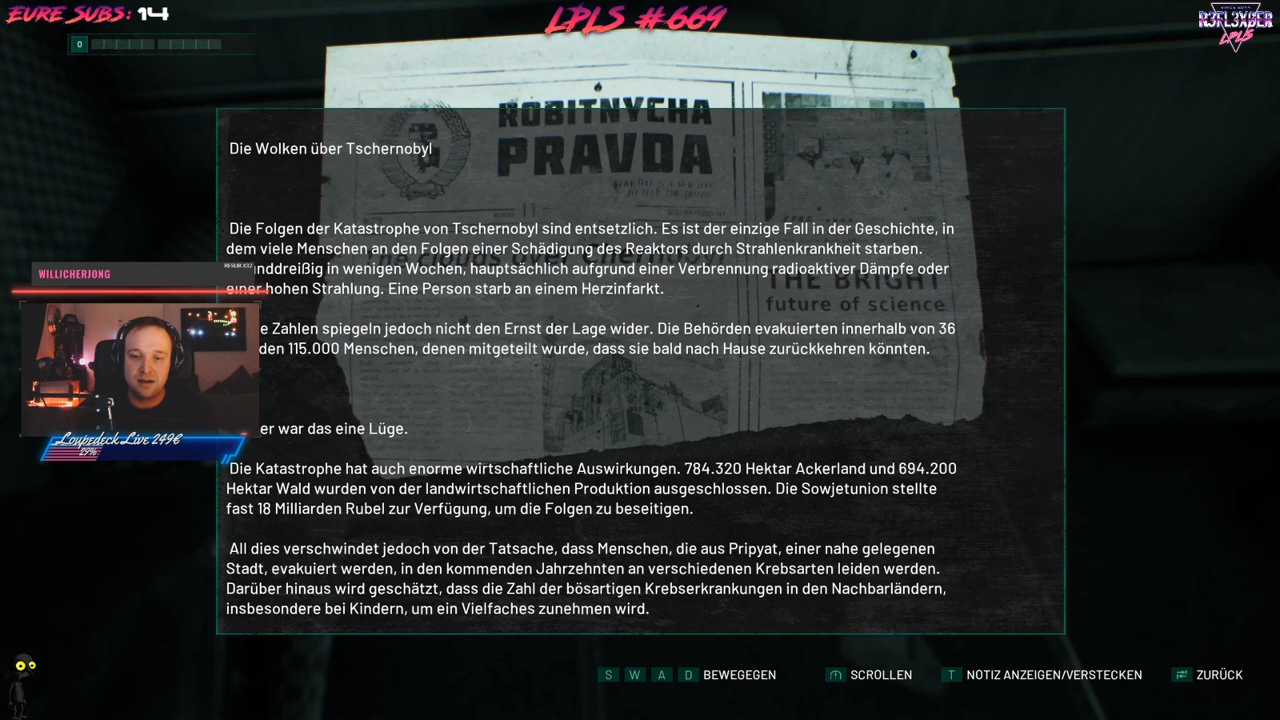 EURE SUBS: 14
LPLS #669
R3FL3XBER
LPLS
0
ROBITNYCHA
PRAVDA
Die Wolken über Tschernobyl
Die Folgen der Katastrophe von Tschernobyl sind entsetzlich. Es ist der einzige Fall in der Geschichte, in
dem viele Menschen an den Folgen einer Schädigung des Reaktors durch Strahlenkrankheit starben.
nddreißig in wenigen Wochen, hauptsächlich aufgrund einer Verbrennung radioaktiver Dämpfe oder
einer hohen Strahlung. Eine Person starb an einem Herzinfarkt.
THE BRIGHT
future of science
WILLICHERJONG
RESUB X32
e Zahlen spiegeln jedoch nicht den Ernst der Lage wider. Die Behörden evakuierten innerhalb von 36
den 115.000 Menschen, denen mitgeteilt wurde, dass sie bald nach Hause zurückkehren könnten.
er war das eine Lüge.
Loupedeck Live 249€
29%
Die Katastrophe hat auch enorme wirtschaftliche Auswirkungen. 784.320 Hektar Ackerland und 694.200
Hektar Wald wurden von der landwirtschaftlichen Produktion ausgeschlossen. Die Sowjetunion stellte
fast 18 Milliarden Rubel zur Verfügung, um die Folgen zu beseitigen.
All dies verschwindet jedoch von der Tatsache, dass Menschen, die aus Pripyat, einer nahe gelegenen
Stadt, evakuiert werden, in den kommenden Jahrzehnten an verschiedenen Krebsarten leiden werden.
Darüber hinaus wird geschätzt, dass die Zahl der bösartigen Krebserkrankungen in den Nachbarländern,
insbesondere bei Kindern, um ein Vielfaches zunehmen wird.
S W A D BEWEGEGEN
SCROLLEN
T NOTIZ ANZEIGEN/VERSTECKEN
ZURÜCK